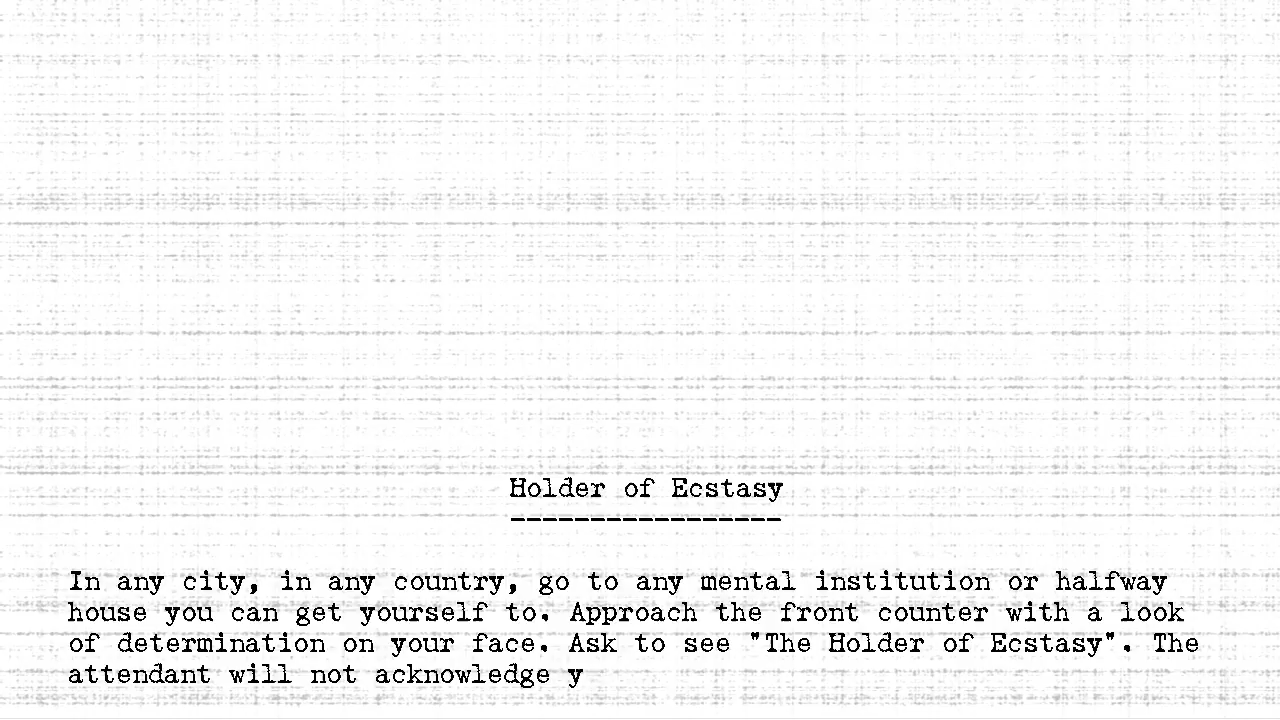 Holder of Ecstasy
-----------------
In any city, in any country, go to any mental institution or halfway
house you can get yourself to. Approach the front counter with a look
of determination on your face. Ask to see "The Holder of Ecstasy". The
attendant will not acknowledge y